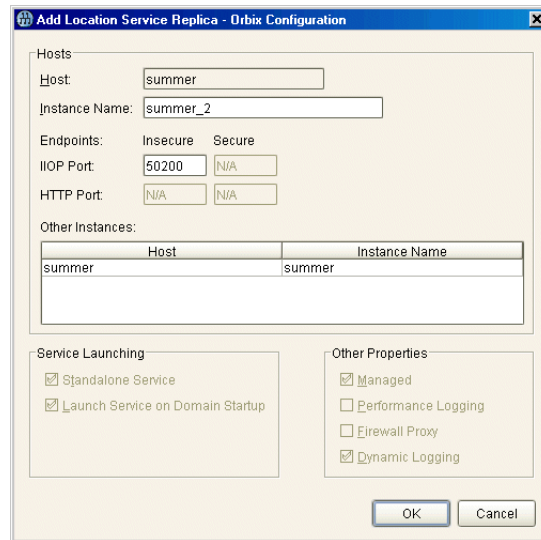 Add Location Service Replica - Orbix Configuration
Hosts
Host: summer
Instance Name: summer_2
Endpoints: Insecure Secure
IIOP Port: 50200 N/A
HTTP Port: N/A N/A
Other Instances:
Host Instance Name
summer summer
Service Launching
Standalone Service
Launch Service on Domain Startup
Other Properties
Managed
Performance Logging
Firewall Proxy
Dynamic Logging
OK Cancel